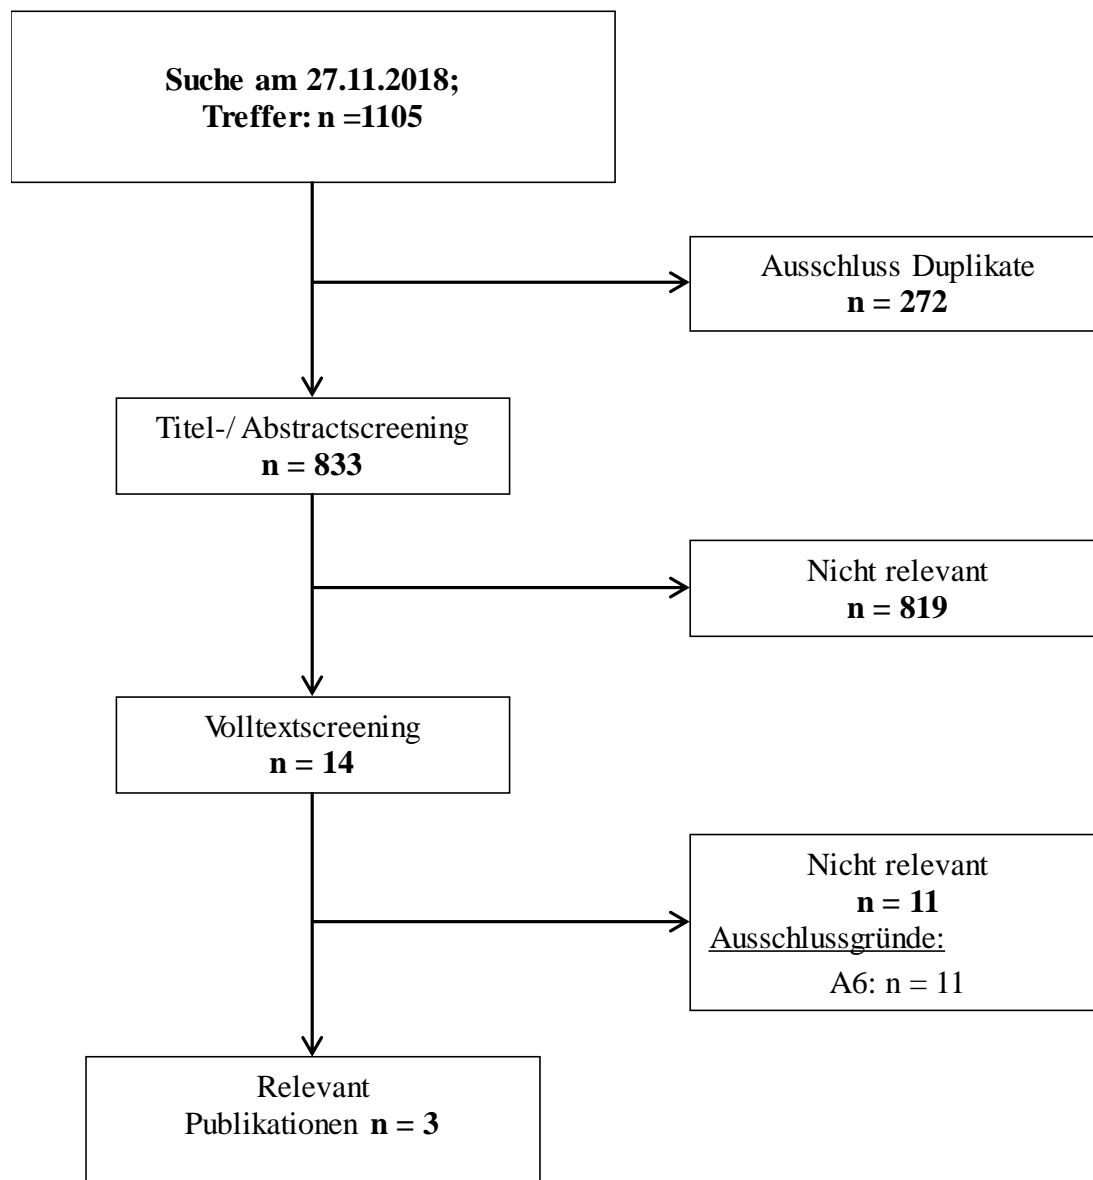 Suche am 27.11.2018;
Treffer: n =1105
Ausschluss Duplikate
n = 272
Titel-/ Abstractscreening
n = 833
Nicht relevant
n = 819
Volltextscreening
n = 14
Nicht relevant
n = 11
Ausschlussgründe:
A6: n = 11
Relevant
Publikationen n = 3